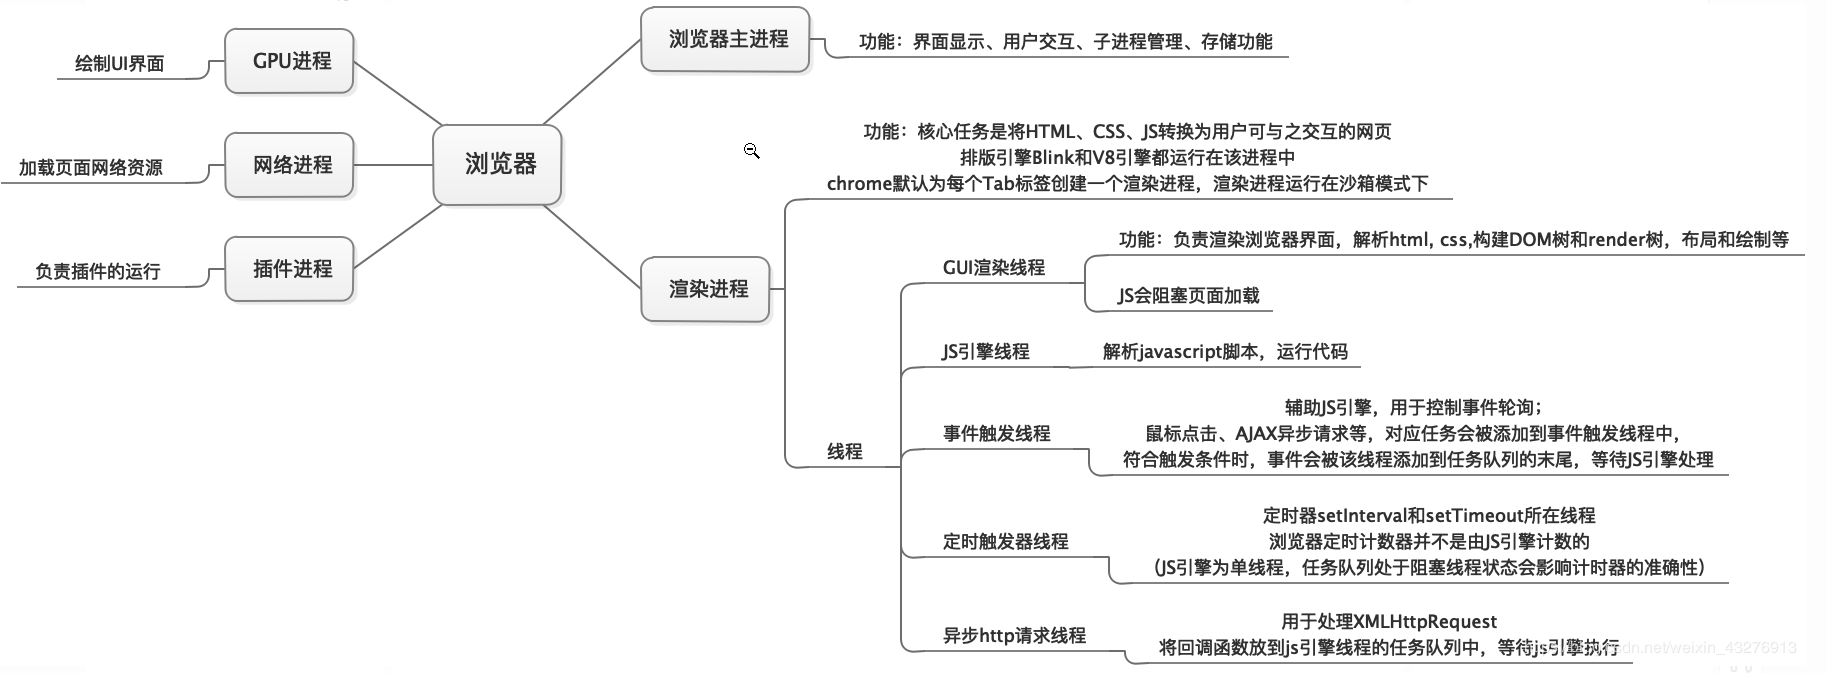 浏览器
GPU进程
绘制UI界面
网络进程
加载页面网络资源
插件进程
负责插件的运行
浏览器主进程
功能：界面显示、用户交互、子进程管理、存储功能
渲染进程
功能：核心任务是将HTML、CSS、JS转换为用户可与之交互的网页
排版引擎Blink和V8引擎都运行在该进程中
chrome默认为每个Tab标签创建一个渲染进程，渲染进程运行在沙箱模式下
线程
GUI渲染线程
功能：负责渲染浏览器界面，解析html, css,构建DOM树和render树，布局和绘制等
JS会阻塞页面加载
JS引擎线程
解析javascript脚本，运行代码
事件触发线程
辅助JS引擎，用于控制事件轮询；
鼠标点击、AJAX异步请求等，对应任务会被添加到事件触发线程中，
符合触发条件时，事件会被该线程添加到任务队列的末尾，等待JS引擎处理
定时触发器线程
定时器setInterval和setTimeout所在线程
浏览器定时计数器并不是由JS引擎计数的
（JS引擎为单线程，任务队列处于阻塞线程状态会影响计时器的准确性）
异步http请求线程
用于处理XMLHttpRequest
将回调函数放到js引擎线程的任务队列中，等待js引擎执行
dn.net/weixin_43276913